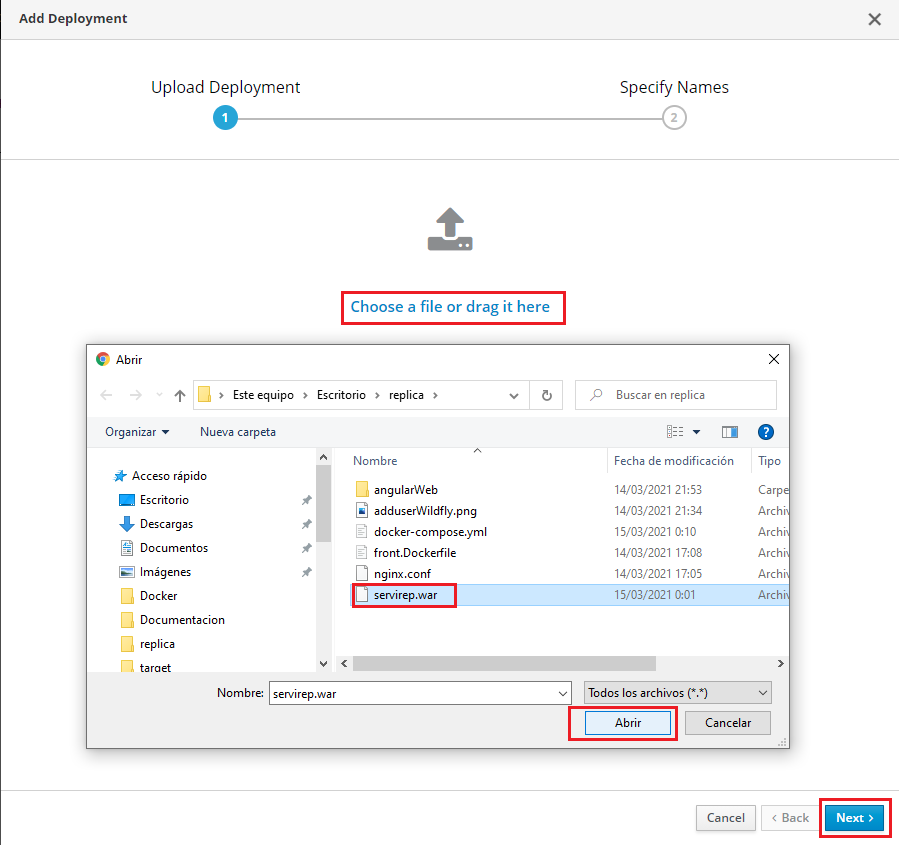 Add Deployment
Upload Deployment
Specify Names
1
2
Choose a file or drag it here
Abrir
Este equipo > Escritorio > replica >
Buscar en replica
Organizar
Nueva carpeta
?
Acceso rápido
Escritorio
Descargas
Documentos
Imágenes
Docker
Documentacion
replica
target
Nombre Fecha de modificación Tipo
angularWeb 14/03/2021 21:53 Carpe
adduserWildfly.png 14/03/2021 21:34 Archiv
docker-compose.yml 15/03/2021 0:10 Archiv
front.Dockerfile 14/03/2021 17:08 Archiv
nginx.conf 14/03/2021 17:05 Archiv
servirep.war 15/03/2021 0:01 Archiv
Nombre: servirep.war Todos los archivos (*.*)
Abrir Cancelar
Cancel < Back Next >